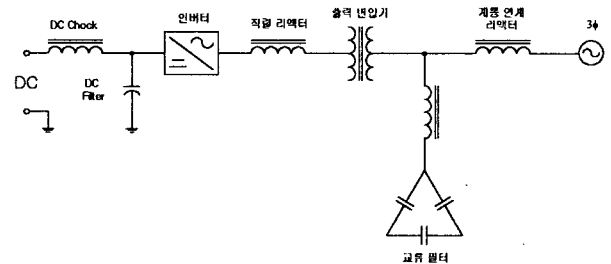 DC Chock
인버터
직렬 리액터
출력 변압기
계통 연계
리액터
3ϕ
DC
DC
Filter
교류 필터